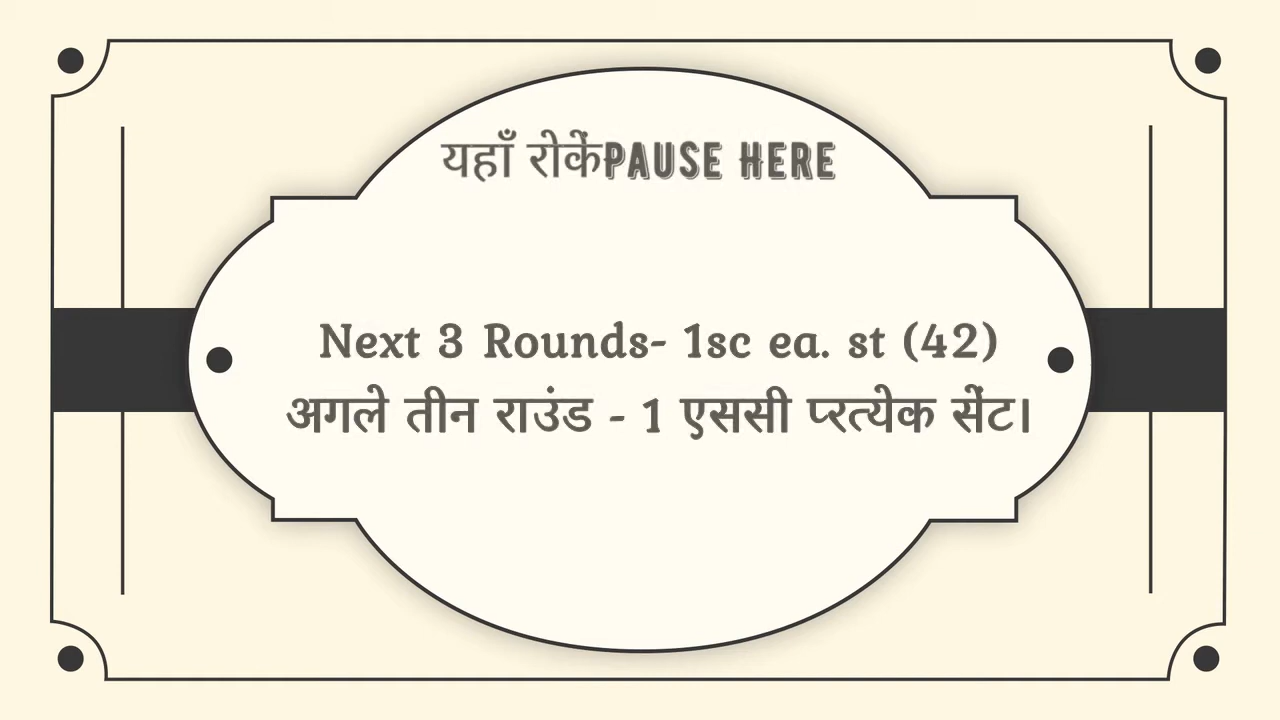 यहाँ रोकेंPAUSE HERE
Next 3 Rounds- 1sc ea. st (42)
अगले तीन राउंड - 1 एससी प्रत्येक सेंट।